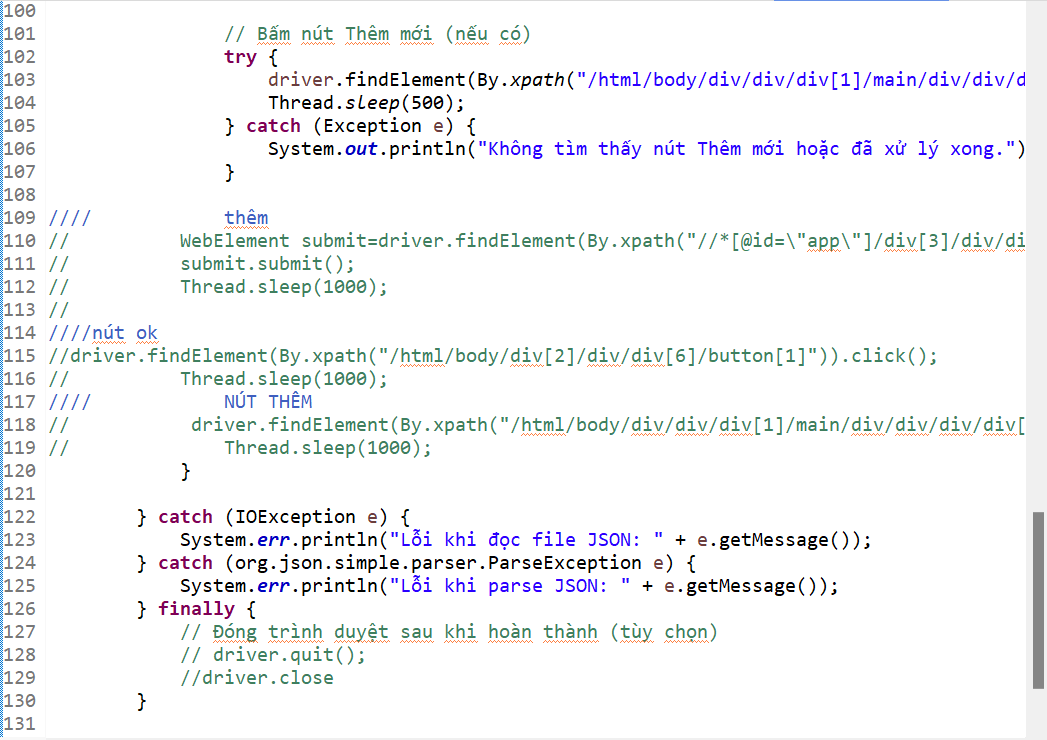 100
101 // Bấm nút Thêm mới (nếu có)
102 try {
103 driver.findElement(By.xpath("/html/body/div/div/div[1]/main/div/div/d
104 Thread.sleep(500);
105 } catch (Exception e) {
106 System.out.println("Không tìm thấy nút Thêm mới hoặc đã xử lý xong.")
107 }
108
109 //// thêm
110 // WebElement submit=driver.findElement(By.xpath("//*[@id=\"app\"]/div[3]/div/di
111 // submit.submit();
112 // Thread.sleep(1000);
113 //
114 ////nút ok
115 //driver.findElement(By.xpath("/html/body/div[2]/div/div[6]/button[1]")).click();
116 // Thread.sleep(1000);
117 //// NÚT THÊM
118 // driver.findElement(By.xpath("/html/body/div/div/div[1]/main/div/div/div/div[
119 // Thread.sleep(1000);
120 }
121
122 } catch (IOException e) {
123 System.err.println("Lỗi khi đọc file JSON: " + e.getMessage());
124 } catch (org.json.simple.parser.ParseException e) {
125 System.err.println("Lỗi khi parse JSON: " + e.getMessage());
126 } finally {
127 // Đóng trình duyệt sau khi hoàn thành (tùy chọn)
128 // driver.quit();
129 //driver.close
130 }
131